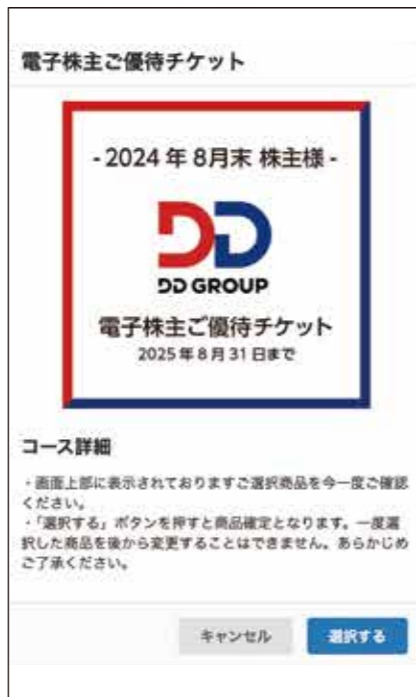 電子株主ご優待チケット
- 2024 年 8月末 株主様 -
DD
DD GROUP
電子株主ご優待チケット
2025 年 8 月 31 日まで
コース詳細
・画面上部に表示されておりますご選択商品を今一度ご確認
ください。
・「選択する」ボタンを押すと商品確定となります。一度選
択した商品を後から変更することはできません。あらかじめ
ご了承ください。
キャンセル
選択する